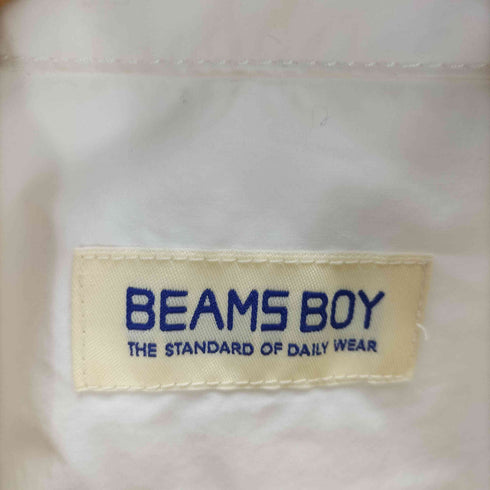 BEAMS BOY
THE STANDARD OF DAILY WEAR